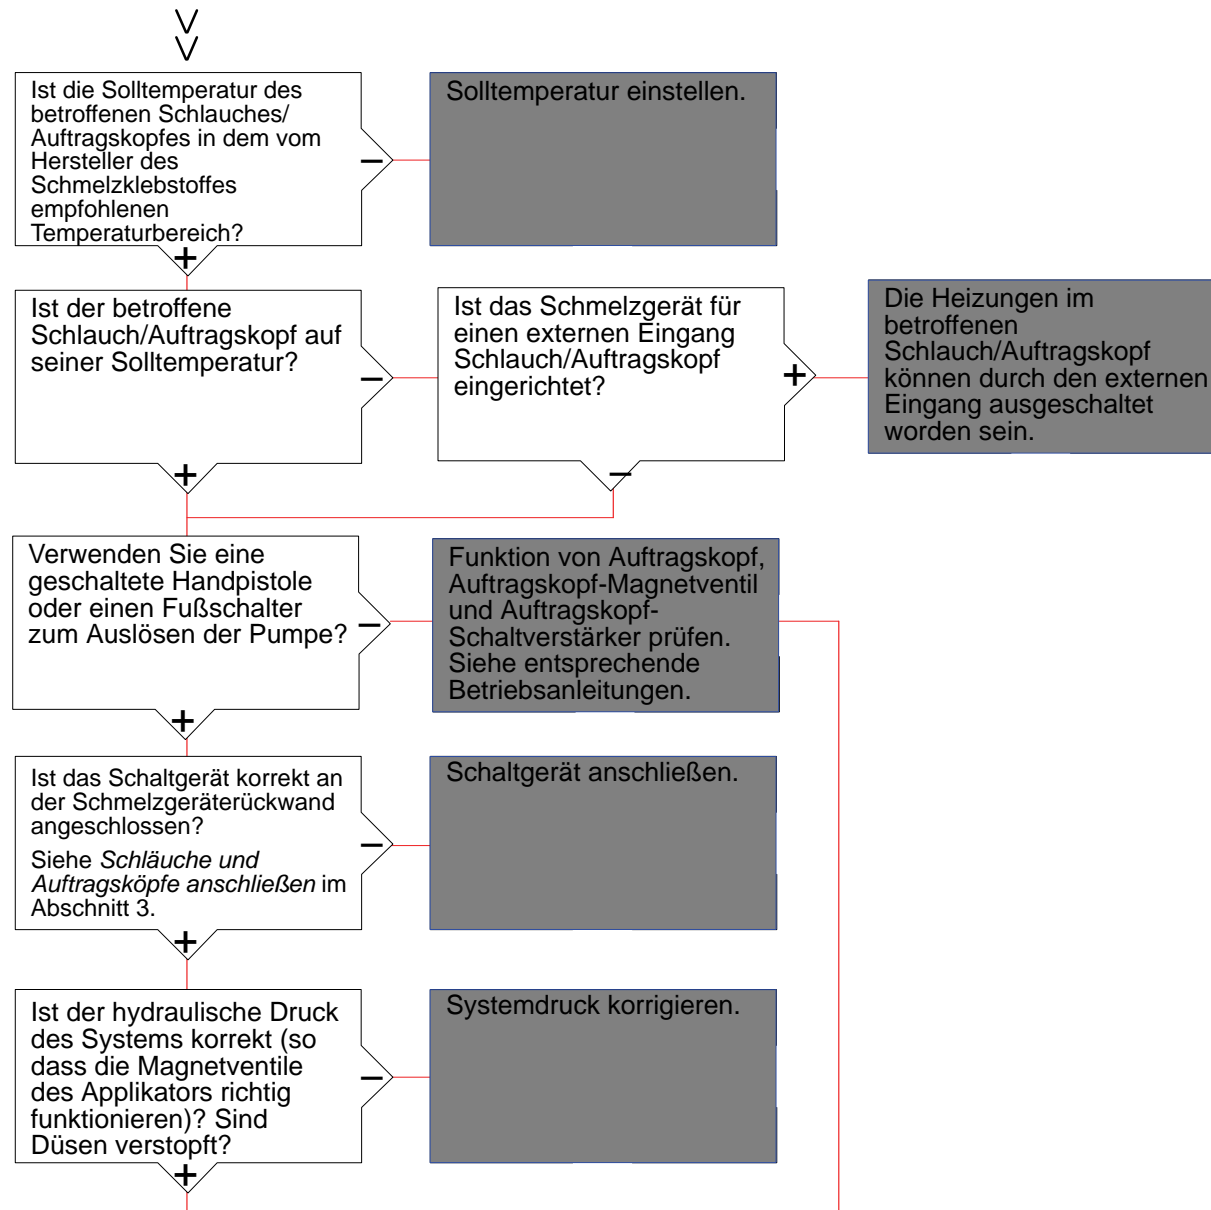 Ist die Solltemperatur des
betroffenen Schlauches/
Auftragskopfes in dem vom
Hersteller des
Schmelzklebstoffes
empfohlenen
Temperaturbereich?
−
+
Solltemperatur einstellen.
Ist der betroffene
Schlauch/Auftragskopf auf
seiner Solltemperatur?
−
+
Ist das Schmelzgerät für
einen externen Eingang
Schlauch/Auftragskopf
eingerichtet?
+
−
Die Heizungen im
betroffenen
Schlauch/Auftragskopf
können durch den externen
Eingang ausgeschaltet
worden sein.
Verwenden Sie eine
geschaltete Handpistole
oder einen Fußschalter
zum Auslösen der Pumpe?
−
+
Funktion von Auftragskopf,
Auftragskopf-Magnetventil
und Auftragskopf-
Schaltverstärker prüfen.
Siehe entsprechende
Betriebsanleitungen.
Ist das Schaltgerät korrekt an
der Schmelzgeräterückwand
angeschlossen?
Siehe Schläuche und
Auftragsköpfe anschließen im
Abschnitt 3.
−
+
Schaltgerät anschließen.
Ist der hydraulische Druck
des Systems korrekt (so
dass die Magnetventile
des Applikators richtig
funktionieren)? Sind
Düsen verstopft?
−
+
Systemdruck korrigieren.